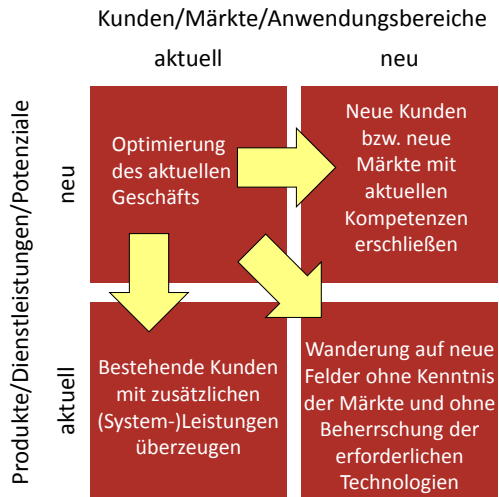 Kunden/Märkte/Anwendungsbereiche
aktuell
neu
Produkte/Dienstleistungen/Potenziale
neu
aktuell
Optimierung
des aktuellen
Geschäfts
Neue Kunden
bzw. neue
Märkte mit
aktuellen
Kompetenzen
erschließen
Bestehende Kunden
mit zusätzlichen
(System-)Leistungen
überzeugen
Wanderung auf neue
Felder ohne Kenntnis
der Märkte und ohne
Beherrschung der
erforderlichen
Technologien